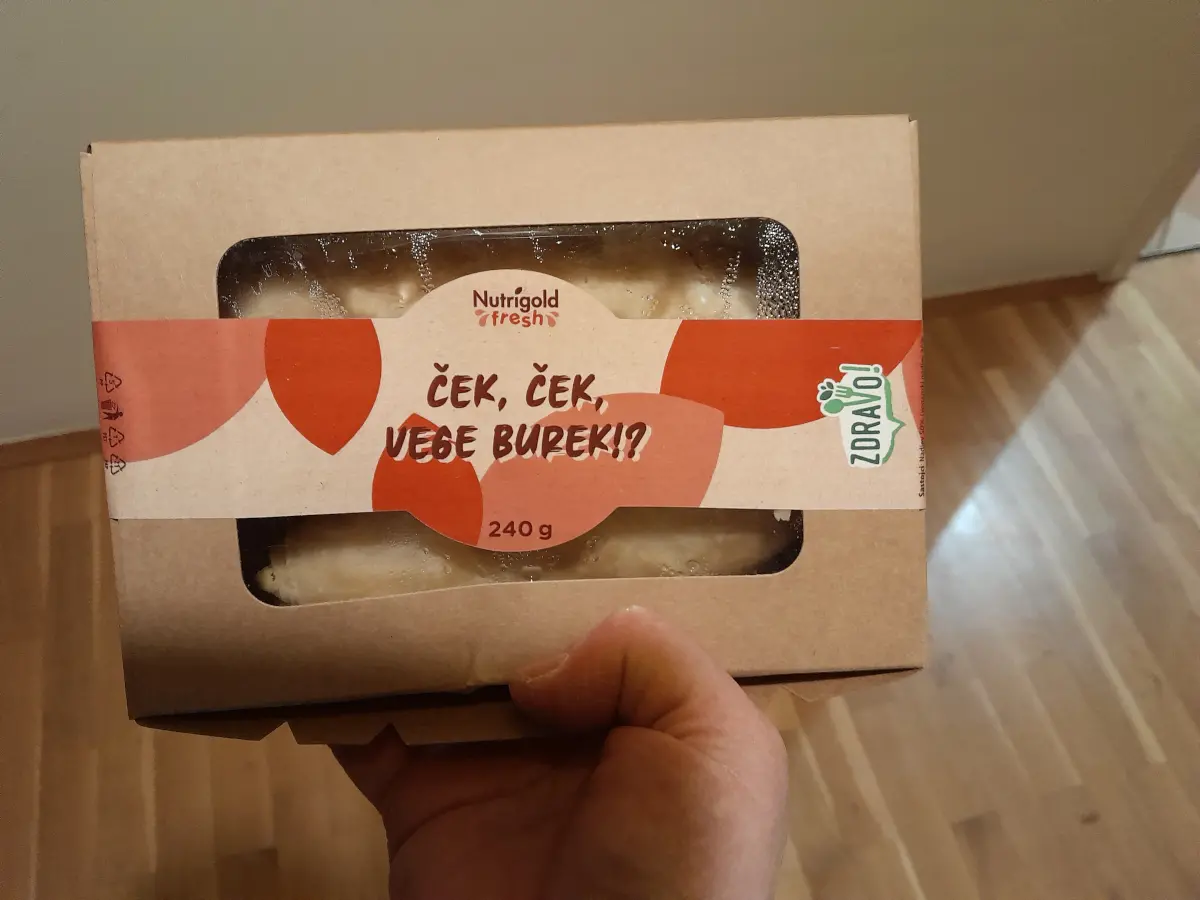 Nutrigold
fresh
ČEK, ČEK,
VEGE BUREK!?
240 g
ZDRAVO!